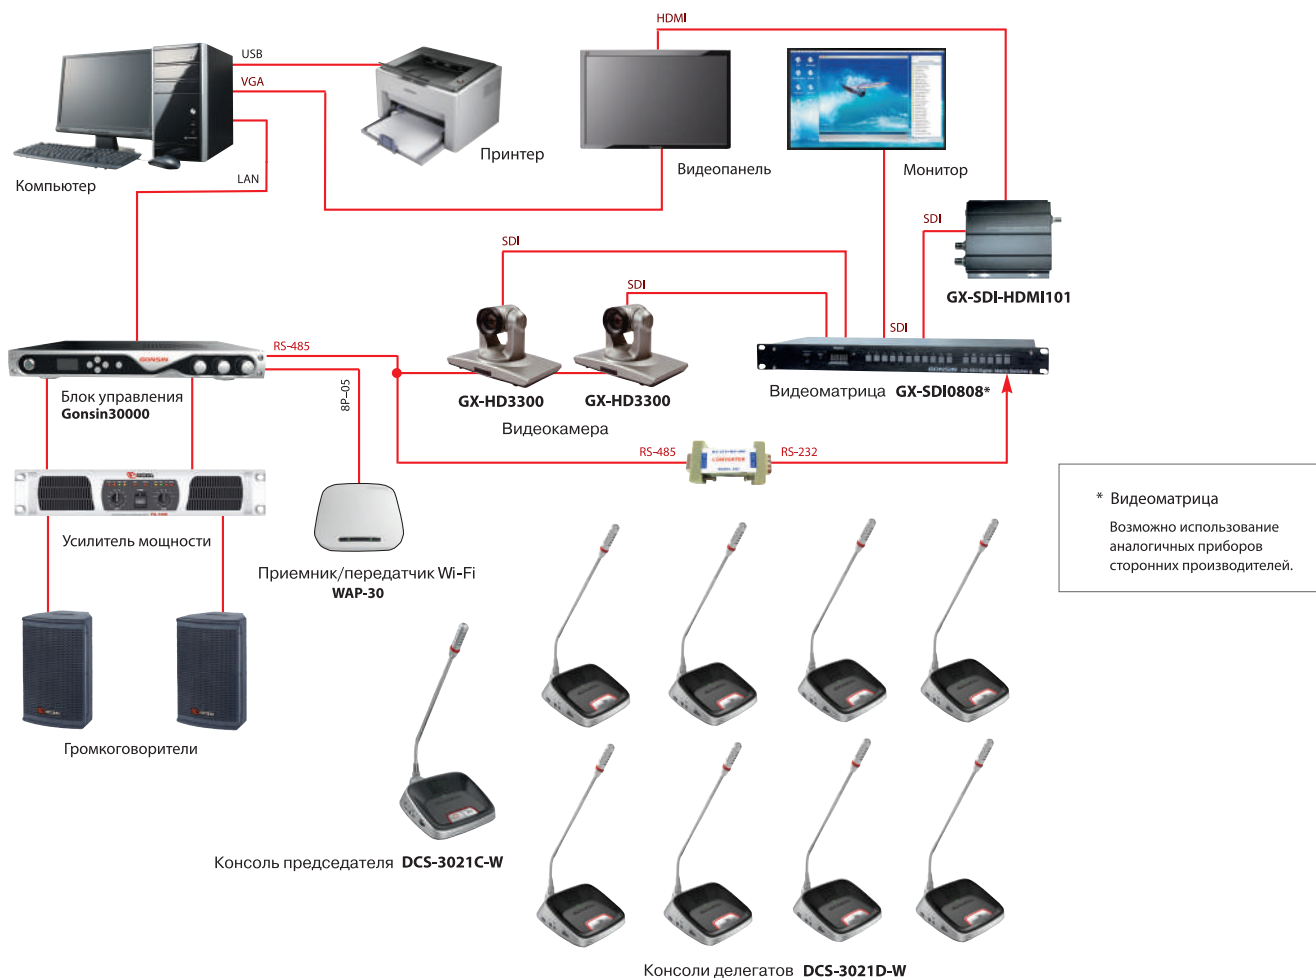 HDMI
USB
VGA
Принтер
Видеопанель
Монитор
Компьютер
LAN
SDI
SDI
SDI
GX-SDI-HDMI101
SDI
RS-485
GONSIN
8P-05
Блок управления
Gonsin30000
GX-HD3300
GX-HD3300
Видеокамера
Видеоматрица GX-SDI0808*
RS-485
CONVERTER
RS-232
* Видеоматрица
Возможно использование
аналогичных приборов
сторонних производителей.
Усилитель мощности
Приемник/передатчик Wi-Fi
WAP-30
Громкоговорители
Консоль председателя DCS-3021C-W
Консоли делегатов DCS-3021D-W